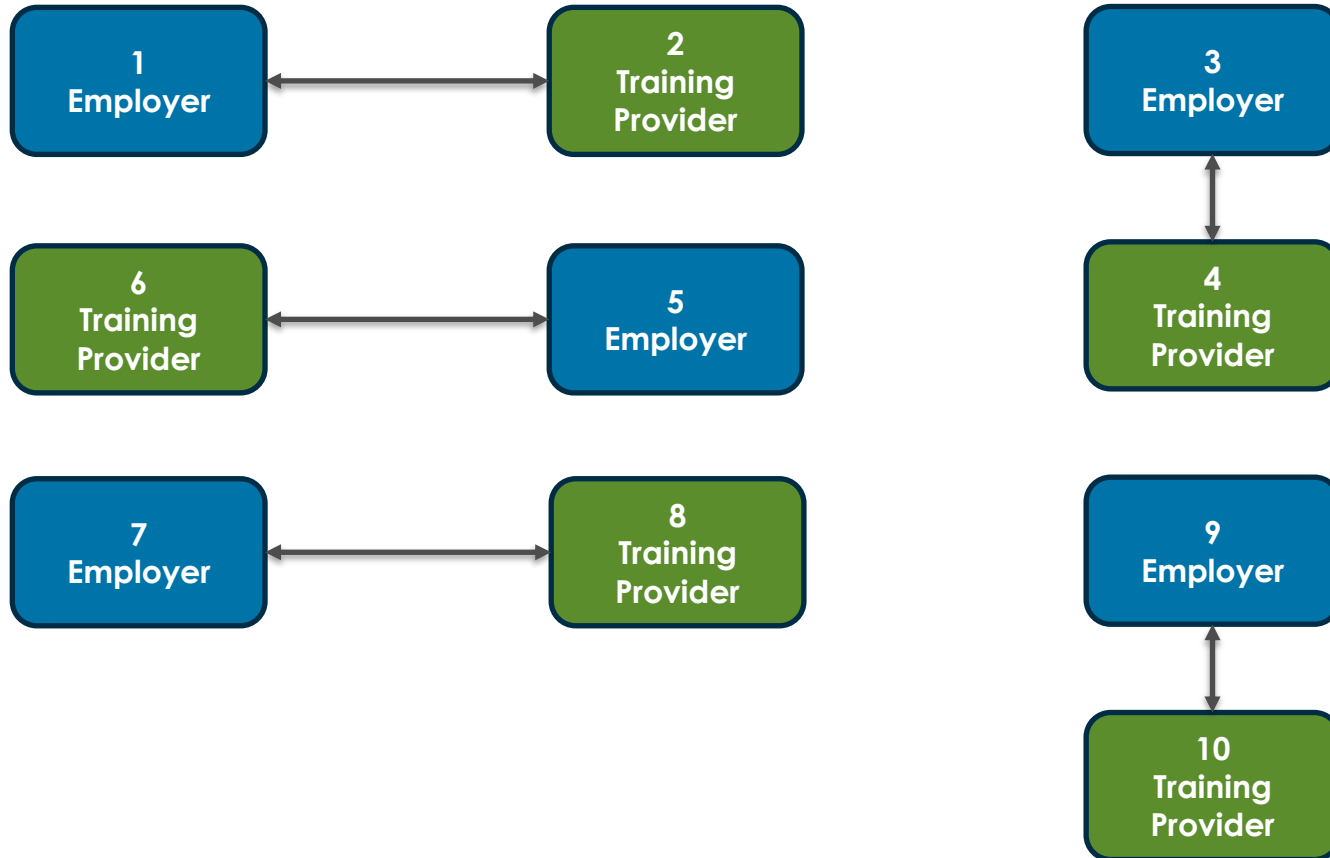 1
Employer
2
Training
Provider
3
Employer
6
Training
Provider
5
Employer
4
Training
Provider
7
Employer
8
Training
Provider
9
Employer
10
Training
Provider